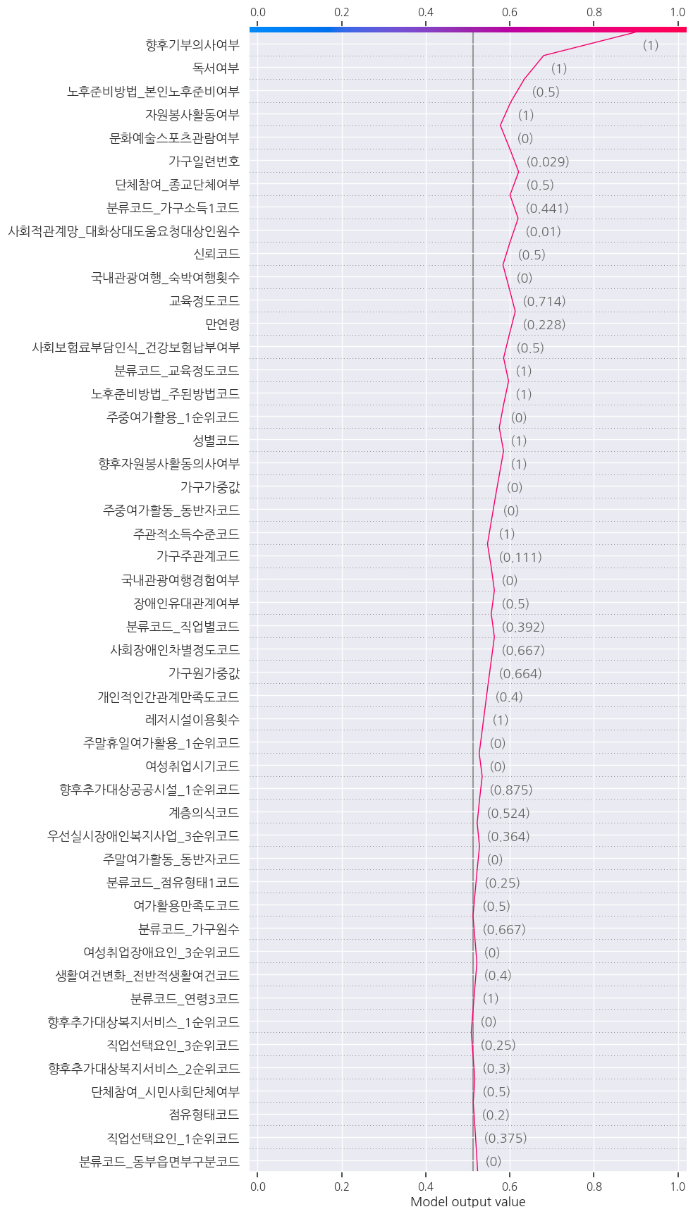 0.0 0.2 0.4 0.6 0.8 1.0
향후기부의사여부 (1)
독서여부 (1)
노후준비방법_본인노후준비여부 (0.5)
자원봉사활동여부 (1)
문화예술스포츠관람여부 (0)
가구일련번호 (0.029)
단체참여_종교단체여부 (0.5)
분류코드_가구소득1코드 (0.441)
사회적관계망_대화상대도움요청대상인원수 (0.01)
신뢰코드 (0.5)
국내관광여행_숙박여행횟수 (0)
교육정도코드 (0.714)
만연령 (0.228)
사회보험료부담인식_건강보험납부여부 (0.5)
분류코드_교육정도코드 (1)
노후준비방법_주된방법코드 (1)
주중여가활용_1순위코드 (0)
성별코드 (1)
향후자원봉사활동의사여부 (1)
가구가중값 (0)
주중여가활동_동반자코드 (0)
주관적소득수준코드 (1)
가구주관계코드 (0.111)
국내관광여행경험여부 (0)
장애인유대관계여부 (0.5)
분류코드_직업별코드 (0.392)
사회장애인차별정도코드 (0.667)
가구원가중값 (0.664)
개인적인간관계만족도코드 (0.4)
레저시설이용횟수 (1)
주말휴일여가활용_1순위코드 (0)
여성취업시기코드 (0)
향후추가대상공공시설_1순위코드 (0.875)
계층의식코드 (0.524)
우선실시장애인복지사업_3순위코드 (0.364)
주말여가활동_동반자코드 (0)
분류코드_점유형태1코드 (0.25)
여가활용만족도코드 (0.5)
분류코드_가구원수 (0.667)
여성취업장애요인_3순위코드 (0)
생활여건변화_전반적생활여건코드 (0.4)
분류코드_연령3코드 (1)
향후추가대상복지서비스_1순위코드 (0)
직업선택요인_3순위코드 (0.25)
향후추가대상복지서비스_2순위코드 (0.3)
단체참여_시민사회단체여부 (0.5)
점유형태코드 (0.2)
직업선택요인_1순위코드 (0.375)
분류코드_동부읍면부구분코드 (0)
0.0 0.2 0.4 0.6 0.8 1.0
Model output value